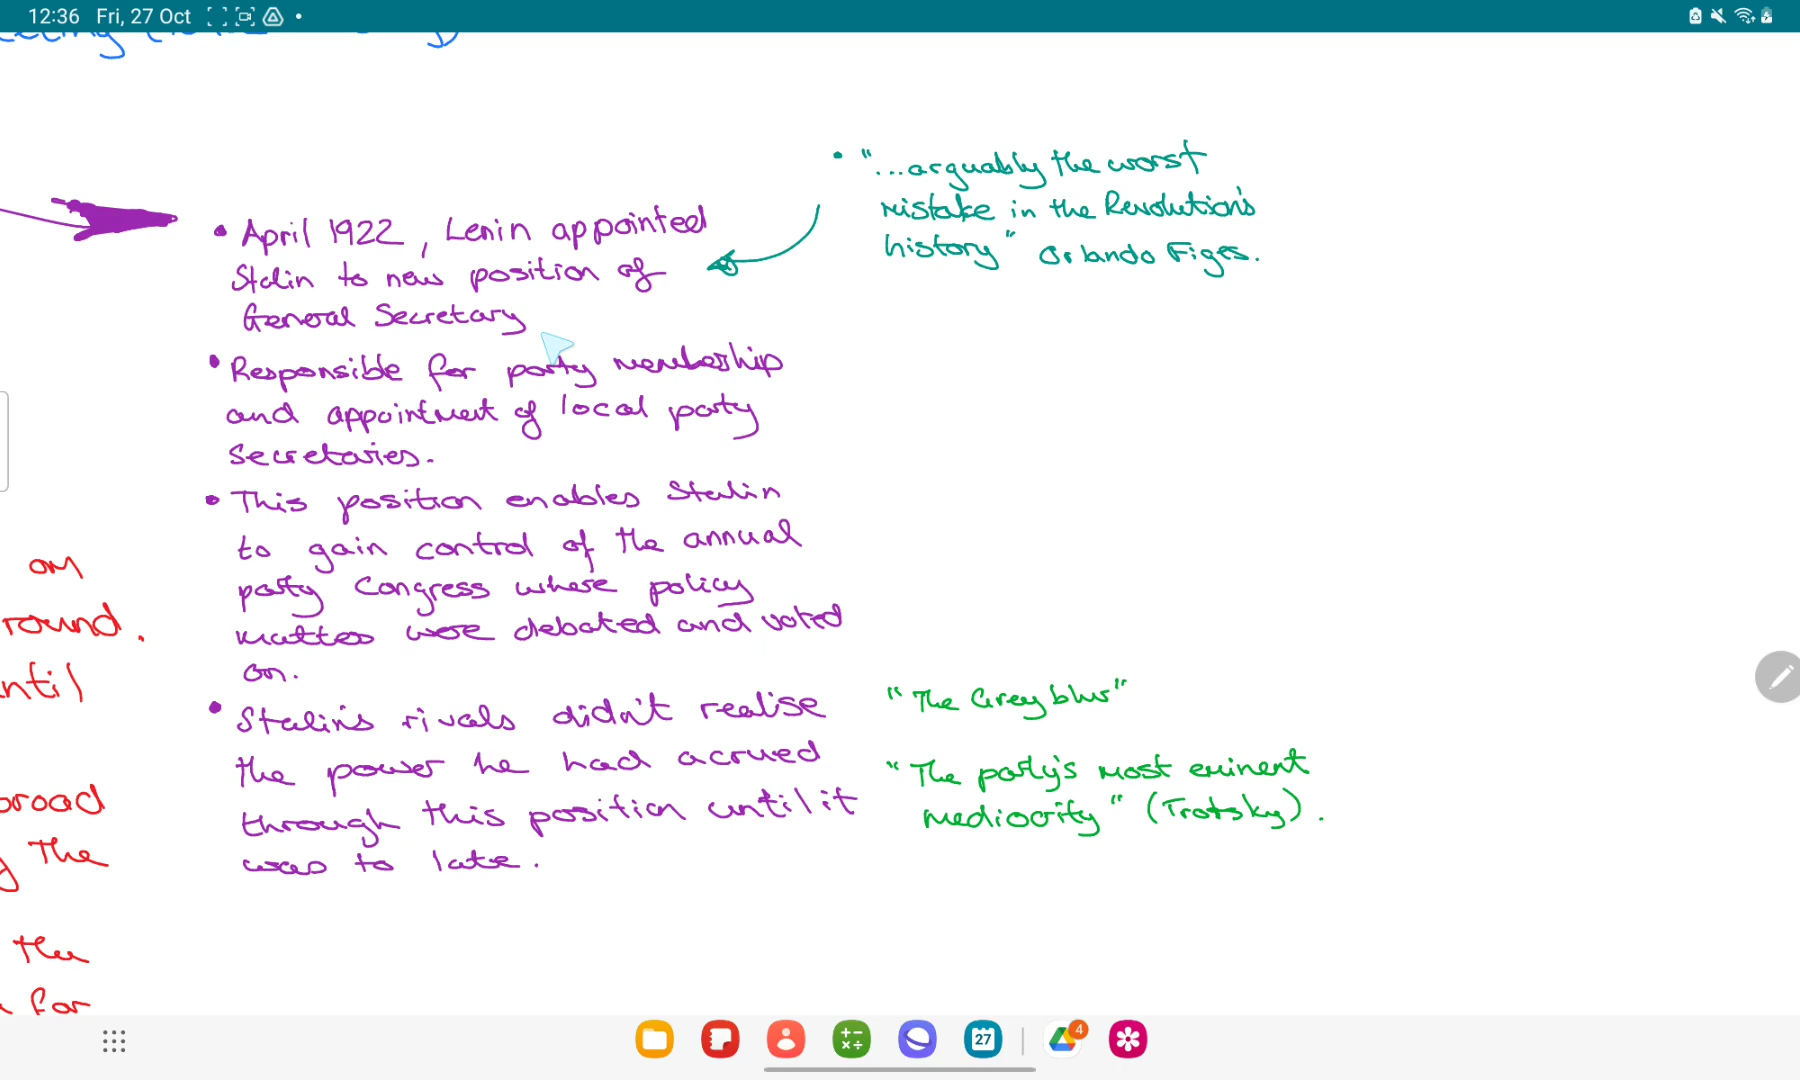 12:36 Fri, 27 Oct
• "...arguably the worst
mistake in the Revolution's
history" Orlando Figes.
• April 1922, Lenin appointed
Stalin to new position of
General Secretary
• Responsible for party membership
and appointment of local party
secretaries.
• This position enables Stalin
to gain control of the annual
party Congress where policy
matters were debated and voted
on.
• Stalin's rivals didn't realise
the power he had accrued
through this position until it
was to late.
"The Grey blur"
"The party's most eminent
mediocrity" (Trotsky).
on
round.
ntil
broad
the
the
for
27
4